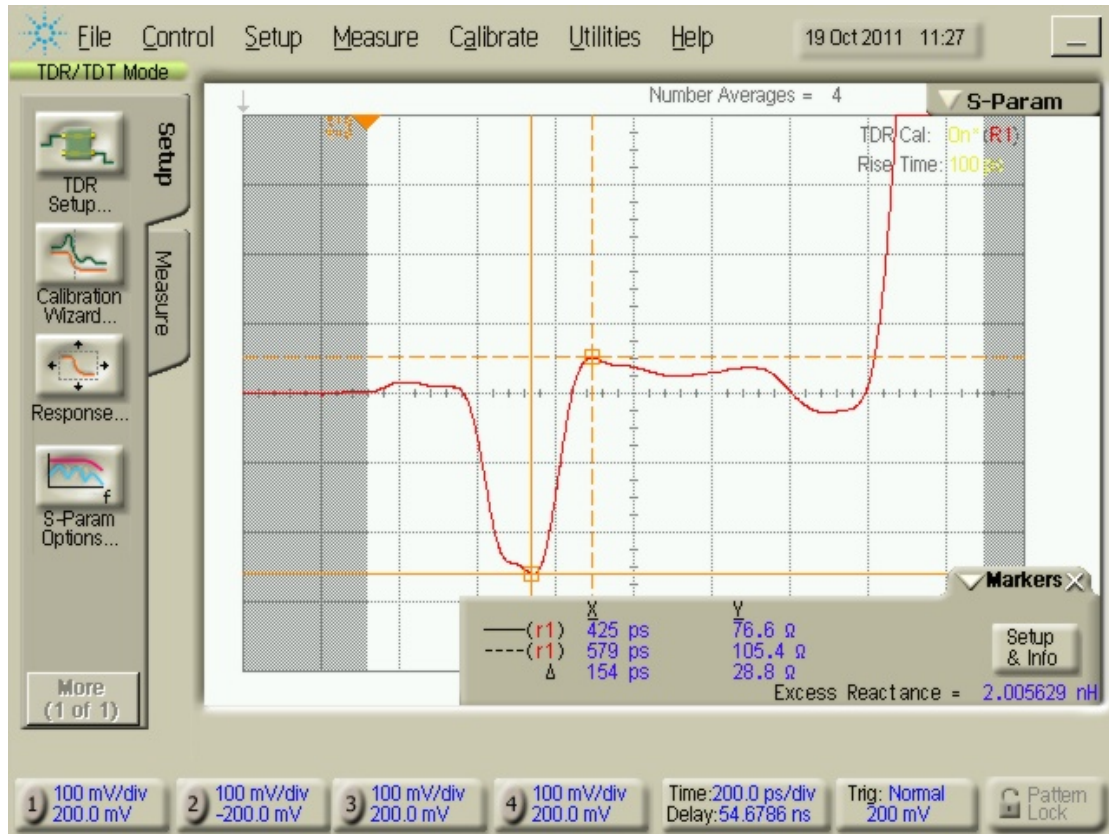 File Control Setup Measure Calibrate Utilities Help 19 Oct 2011 11:27
TDR/TDT Mode
Number Averages = 4
S-Param
TDR Cal: On* (R1)
Rise Time: 100 ps
Setup
Measure
TDR
Setup...
Calibration
Wizard...
Response...
f
S-Param
Options...
More
(1 of 1)
Markers
X Y
(r1) 425 ps 76.6 Ω
(r1) 579 ps 105.4 Ω
Δ 154 ps 28.8 Ω
Setup
& Info
Excess Reactance = 2.005629 nH
1 100 mV/div
200.0 mV
2 100 mV/div
-200.0 mV
3 100 mV/div
200.0 mV
4 100 mV/div
200.0 mV
Time:200.0 ps/div
Delay:54.6786 ns
Trig: Normal
200 mV
Pattern
Lock